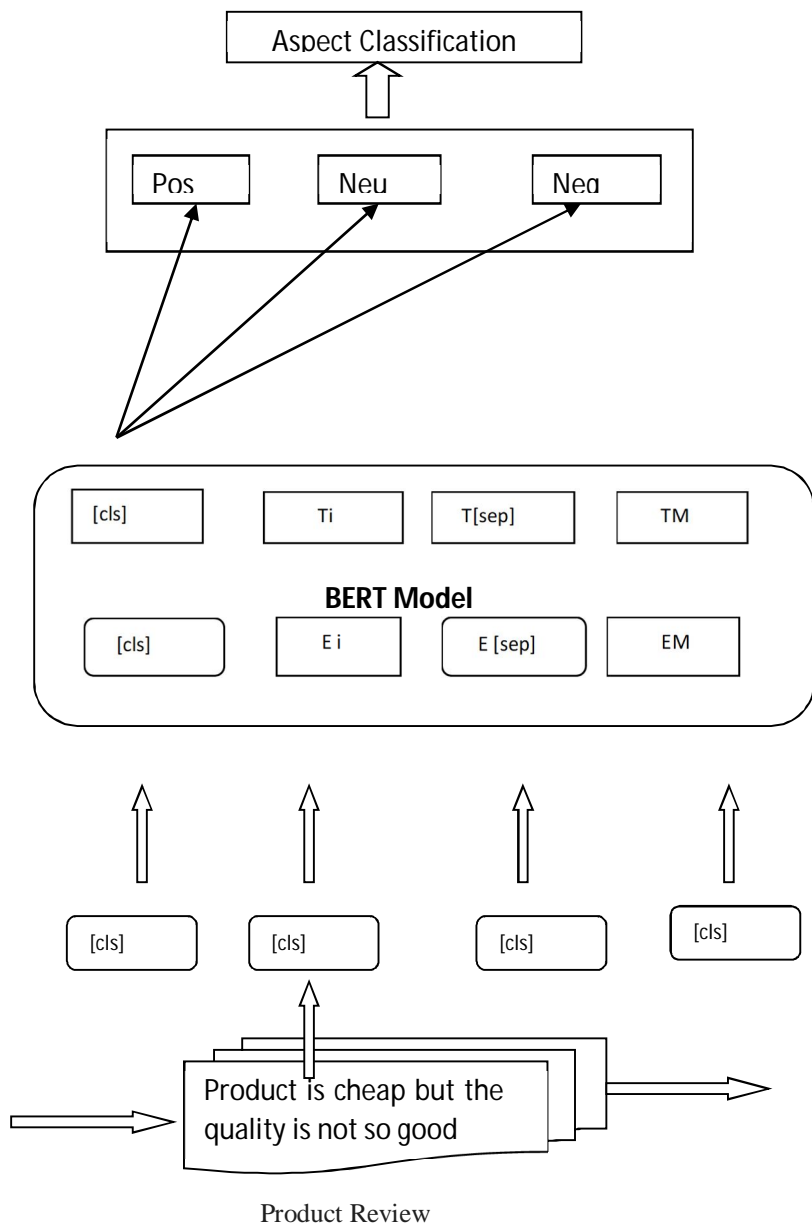 Aspect Classification
Pos Neu Neg
[cls] Ti T[sep] TM
BERT Model
[cls] E i E [sep] EM
[cls] [cls] [cls] [cls]
Product is cheap but the
quality is not so good
Product Review